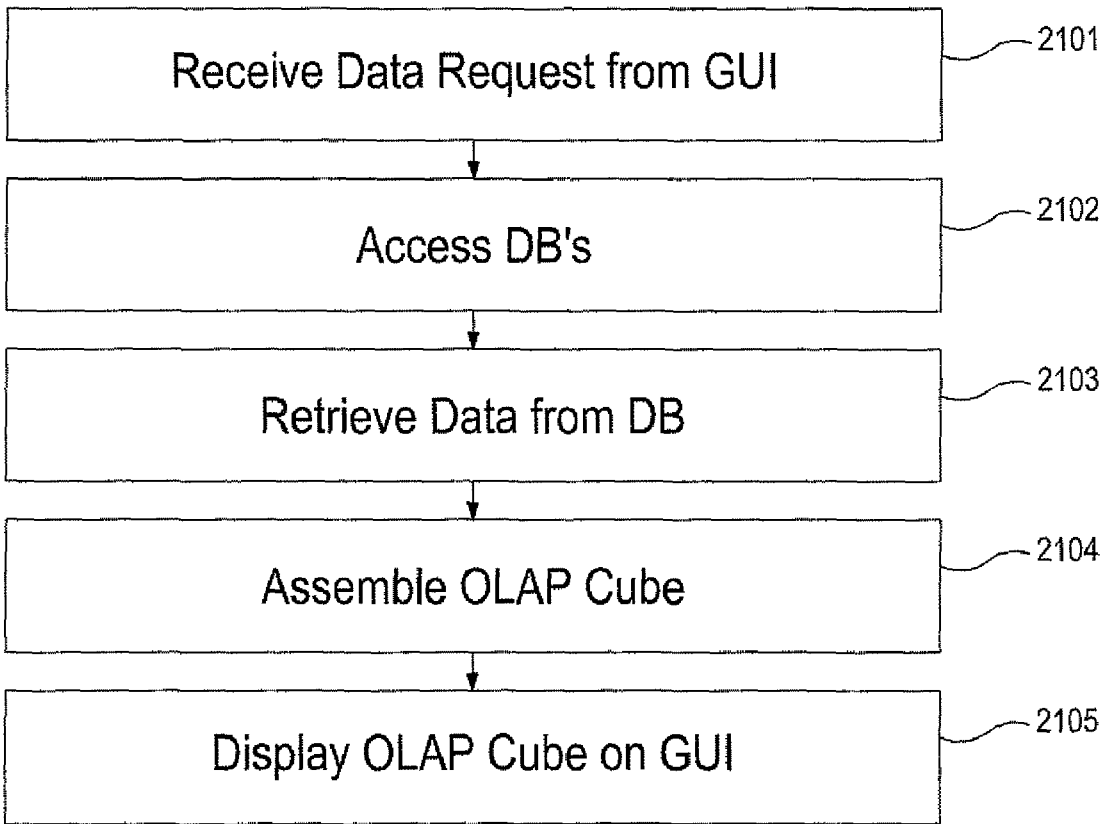 Receive Data Request from GUI
2101
Access DB's
2102
Retrieve Data from DB
2103
Assemble OLAP Cube
2104
Display OLAP Cube on GUI
2105